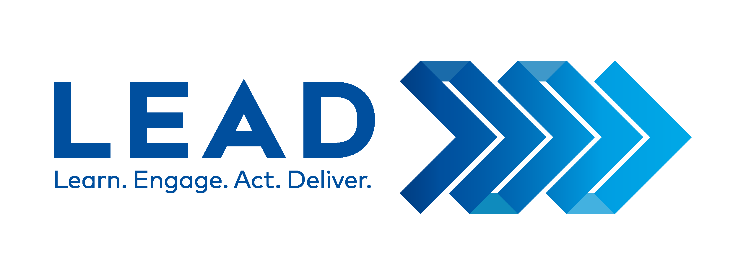 LEAD
Learn. Engage. Act. Deliver.